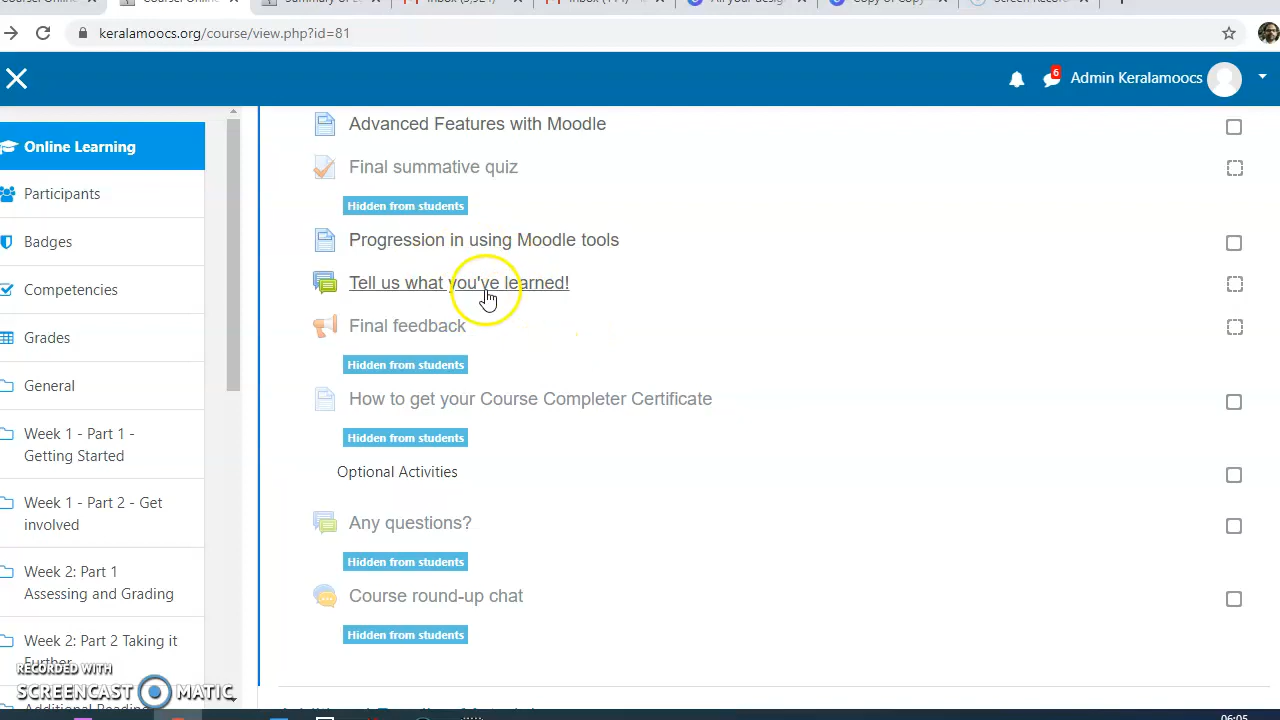 keralamoocs.org/course/view.php?id=81
6
Admin Keralamoocs
Online Learning
Participants
Badges
Competencies
Grades
General
Week 1 - Part 1 -
Getting Started
Week 1 - Part 2 - Get
involved
Week 2: Part 1
Assessing and Grading
Week 2: Part 2 Taking it
Further
Advanced Features with Moodle
Final summative quiz
Hidden from students
Progression in using Moodle tools
Tell us what you've learned!
Final feedback
Hidden from students
How to get your Course Completer Certificate
Hidden from students
Optional Activities
Any questions?
Hidden from students
Course round-up chat
Hidden from students
RECORDED WITH
SCREENCAST MATIC
06:05